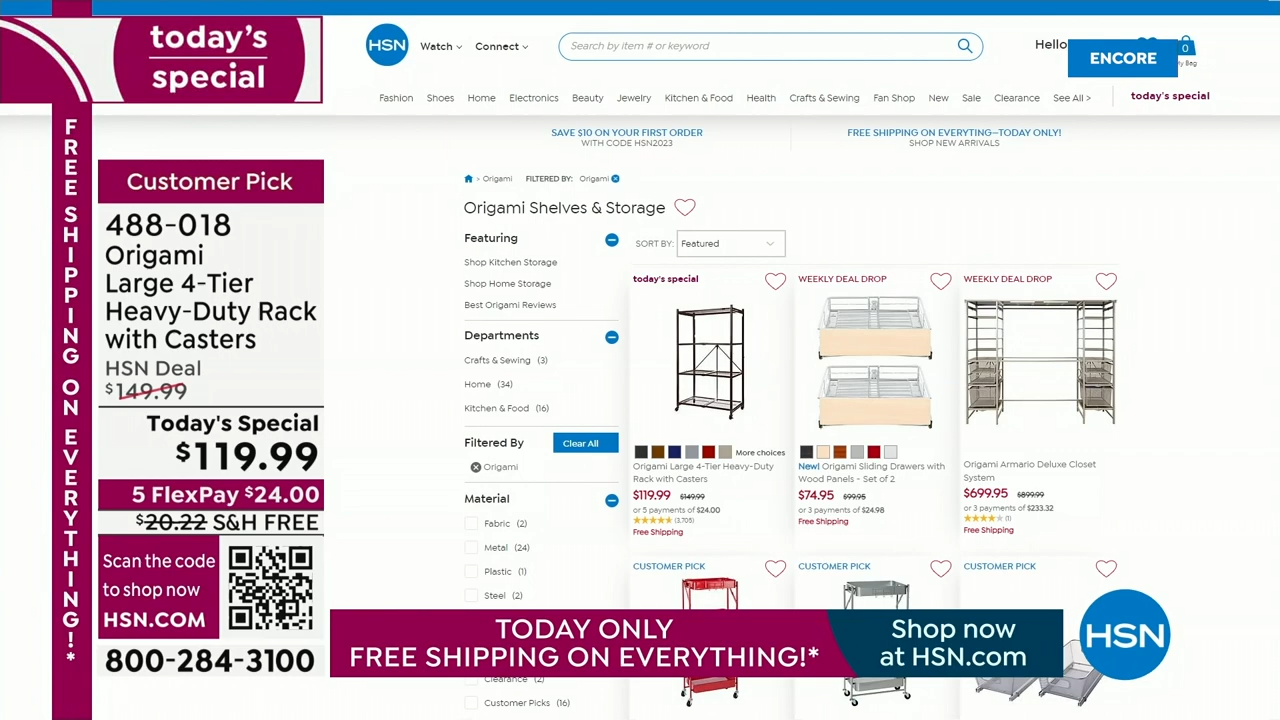 today's
special
FREE SHIPPING ON EVERYTHING!*
Customer Pick
488-018
Origami
Large 4-Tier
Heavy-Duty Rack
with Casters
HSN Deal
$149.99
Today's Special
$119.99
5 FlexPay $24.00
$20.22 S&H FREE
Scan the code
to shop now
HSN.COM
800-284-3100
HSN
Watch
Connect
Search by item # or keyword
Hello
ENCORE
0
My Bag
Fashion Shoes Home Electronics Beauty Jewelry Kitchen & Food Health Crafts & Sewing Fan Shop New Sale Clearance See All > today's special
SAVE $10 ON YOUR FIRST ORDER
WITH CODE HSN2023
FREE SHIPPING ON EVERYTING—TODAY ONLY!
SHOP NEW ARRIVALS
> Origami FILTERED BY: Origami
Origami Shelves & Storage
Featuring
Shop Kitchen Storage
Shop Home Storage
Best Origami Reviews
Departments
Crafts & Sewing (3)
Home (34)
Kitchen & Food (16)
Filtered By
Clear All
Origami
Material
Fabric (2)
Metal (24)
Plastic (1)
Steel (2)
Clearance (2)
Customer Picks (16)
SORT BY: Featured
today's special
More choices
Origami Large 4-Tier Heavy-Duty
Rack with Casters
$119.99 $149.99
or 5 payments of $24.00
(3,705)
Free Shipping
WEEKLY DEAL DROP
New! Origami Sliding Drawers with
Wood Panels - Set of 2
$74.95 $99.95
or 3 payments of $24.98
Free Shipping
WEEKLY DEAL DROP
Origami Armario Deluxe Closet
System
$699.95 $899.99
or 3 payments of $233.32
(1)
Free Shipping
CUSTOMER PICK
CUSTOMER PICK
CUSTOMER PICK
TODAY ONLY
FREE SHIPPING ON EVERYTHING!*
Shop now
at HSN.com
HSN